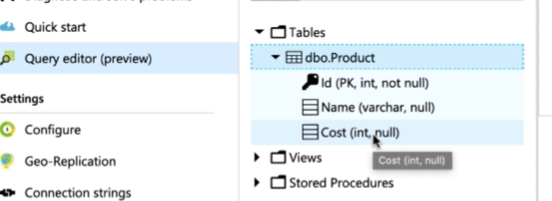 Quick start
Query editor (preview)
Settings
Configure
Geo-Replication
Connection strings
Tables
dbo.Product
Id (PK, int, not null)
Name (varchar, null)
Cost (int, null)
Cost (int, null)
Views
Stored Procedures